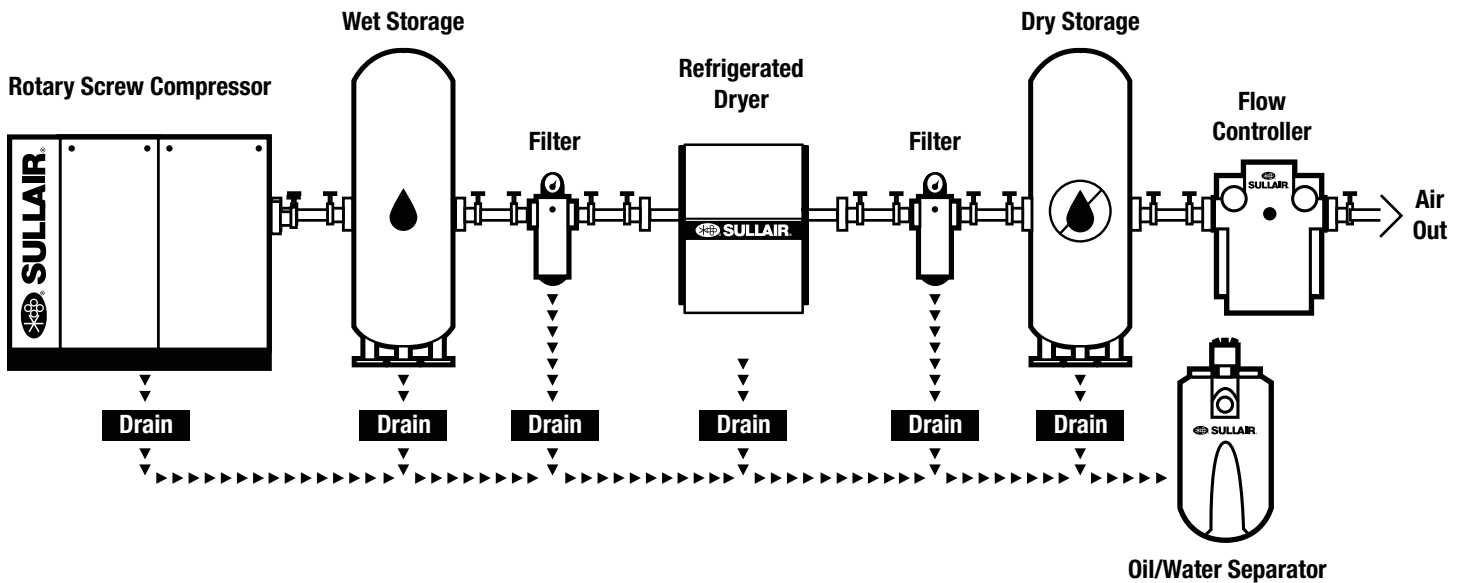 Wet Storage
Dry Storage
Rotary Screw Compressor
Refrigerated
Dryer
Flow
Controller
Filter
Filter
SULLAIR
SULLAIR
SULLAIR
Air
Out
Drain
Drain
Drain
Drain
Drain
Drain
SULLAIR
Oil/Water Separator